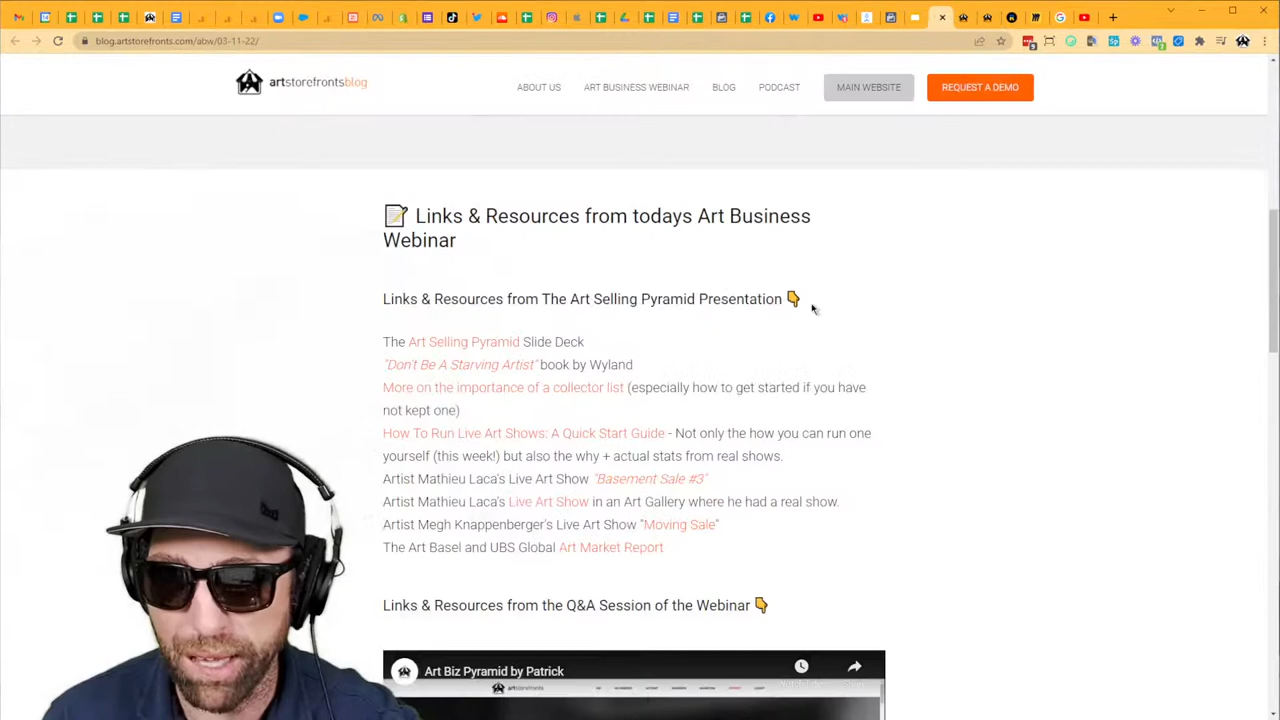 blog.artstorefronts.com/abw/03-11-22/
artstorefrontsblog
ABOUT US
ART BUSINESS WEBINAR
BLOG
PODCAST
MAIN WEBSITE
REQUEST A DEMO
📝 Links & Resources from todays Art Business
Webinar
Links & Resources from The Art Selling Pyramid Presentation 👇
The Art Selling Pyramid Slide Deck
"Don't Be A Starving Artist" book by Wyland
More on the importance of a collector list (especially how to get started if you have
not kept one)
How To Run Live Art Shows: A Quick Start Guide - Not only the how you can run one
yourself (this week!) but also the why + actual stats from real shows.
Artist Mathieu Laca's Live Art Show "Basement Sale #3"
Artist Mathieu Laca's Live Art Show in an Art Gallery where he had a real show.
Artist Megh Knappenberger's Live Art Show "Moving Sale"
The Art Basel and UBS Global Art Market Report
Links & Resources from the Q&A Session of the Webinar 👇
Art Biz Pyramid by Patrick
artstorefronts